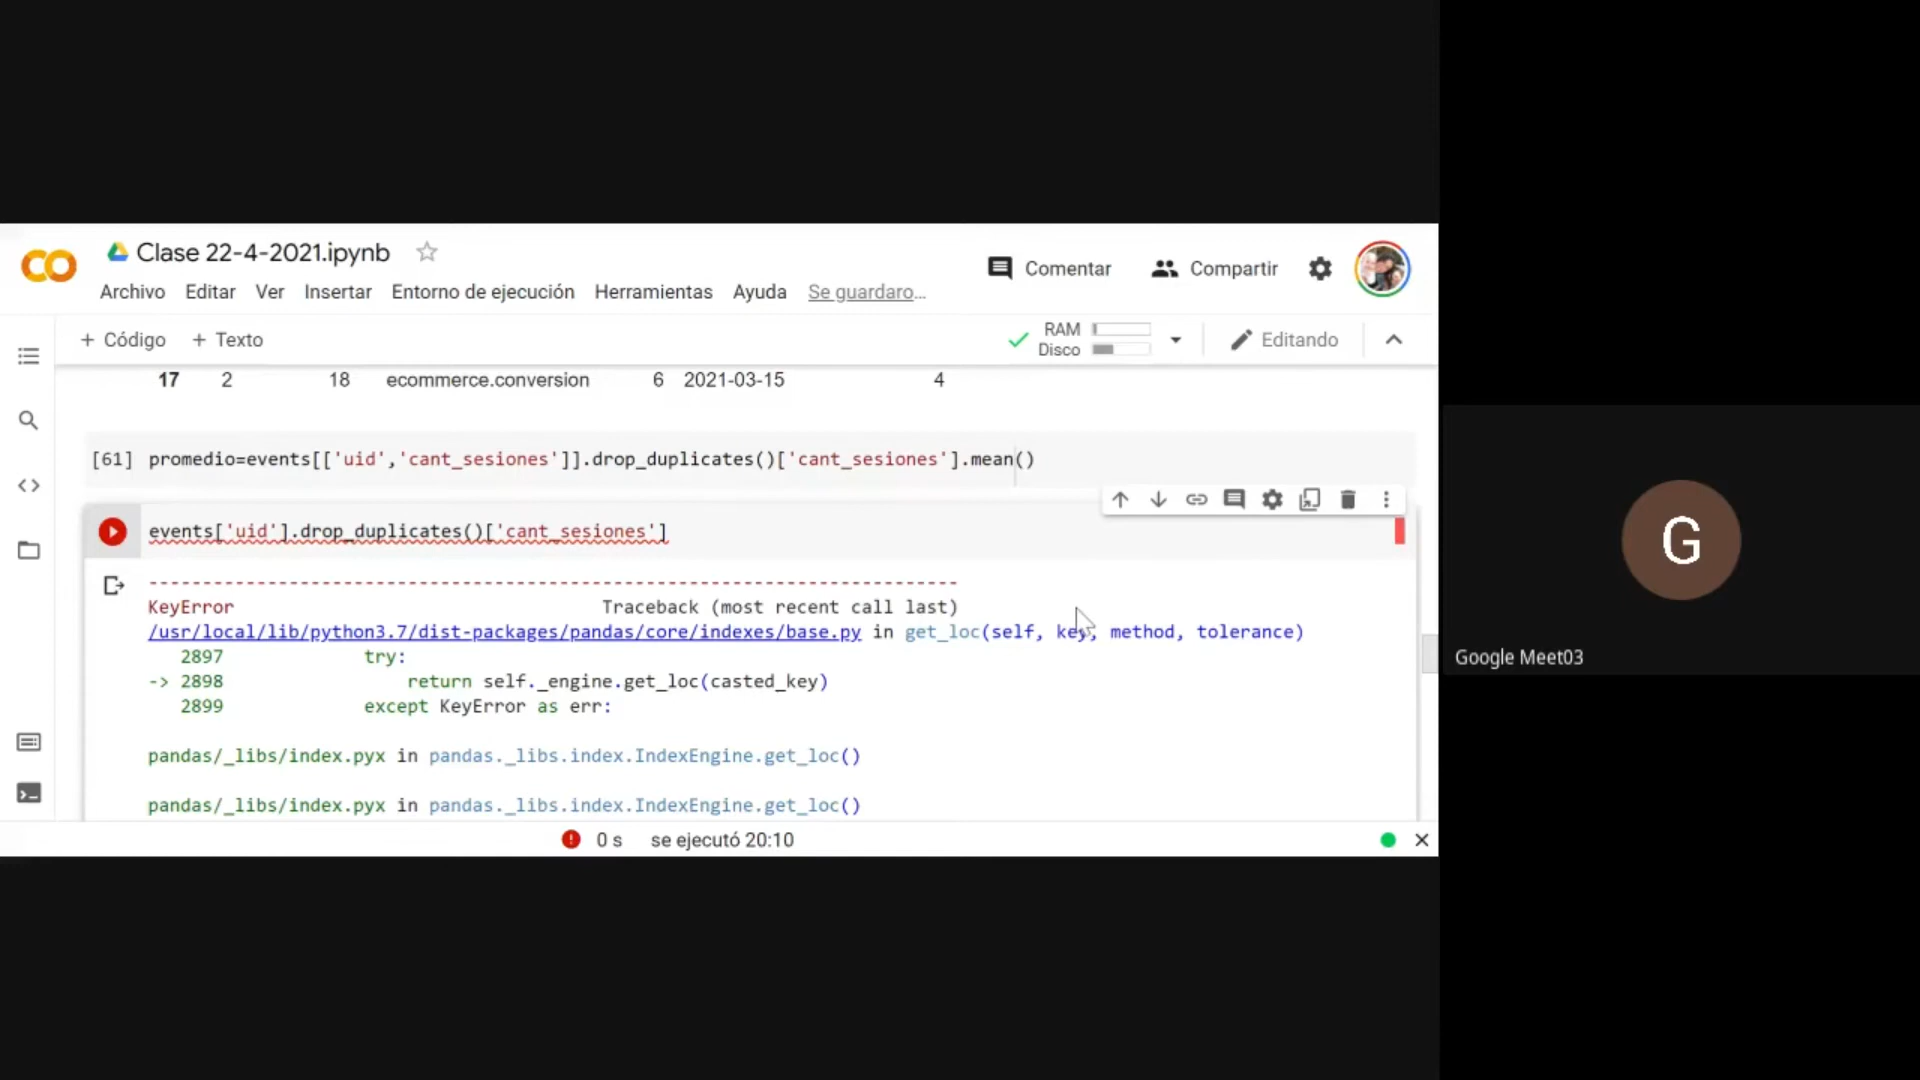 Clase 22-4-2021.ipynb
Comentar
Compartir
Archivo Editar Ver Insertar Entorno de ejecución Herramientas Ayuda Se guardaro…
+ Código + Texto
RAM
Disco
Editando
17 2 18 ecommerce.conversion 6 2021-03-15 4
[61] promedio=events[['uid','cant_sesiones']].drop_duplicates()['cant_sesiones'].mean()
events['uid'].drop_duplicates()['cant_sesiones']
---------------------------------------------------------------------------
KeyError Traceback (most recent call last)
/usr/local/lib/python3.7/dist-packages/pandas/core/indexes/base.py in get_loc(self, key, method, tolerance)
2897 try:
-> 2898 return self._engine.get_loc(casted_key)
2899 except KeyError as err:
pandas/_libs/index.pyx in pandas._libs.index.IndexEngine.get_loc()
pandas/_libs/index.pyx in pandas._libs.index.IndexEngine.get_loc()
0 s se ejecutó 20:10
G
Google Meet03